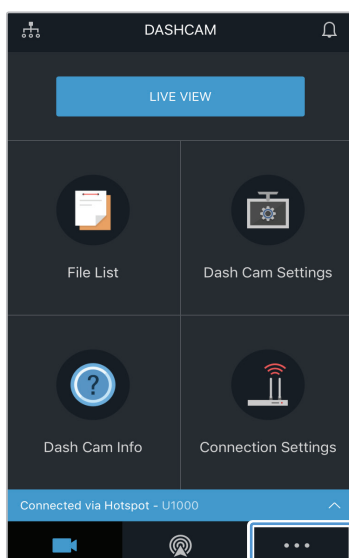 DASHCAM
LIVE VIEW
File List
Dash Cam Settings
?
Dash Cam Info
Connection Settings
Connected via Hotspot - U1000